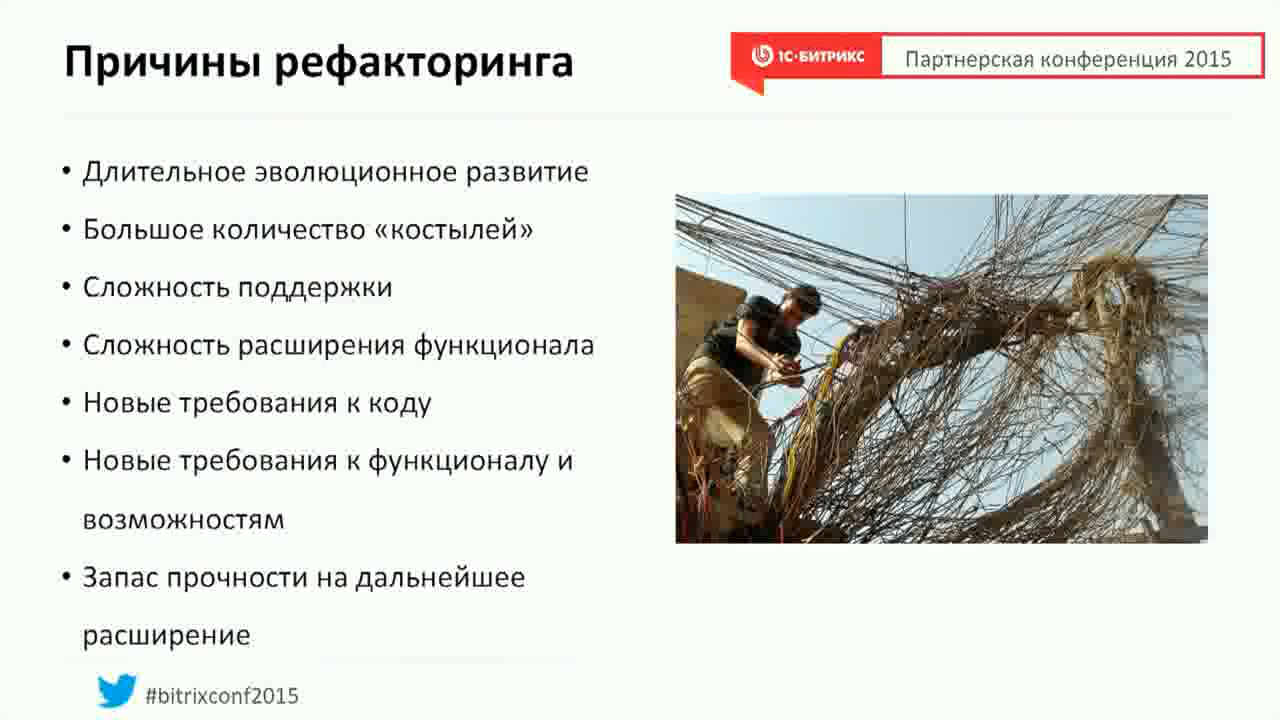 Причины рефакторинга
1С-БИТРИКС
Партнерская конференция 2015
• Длительное эволюционное развитие
• Большое количество «костылей»
• Сложность поддержки
• Сложность расширения функционала
• Новые требования к коду
• Новые требования к функционалу и
возможностям
• Запас прочности на дальнейшее
расширение
#bitrixconf2015